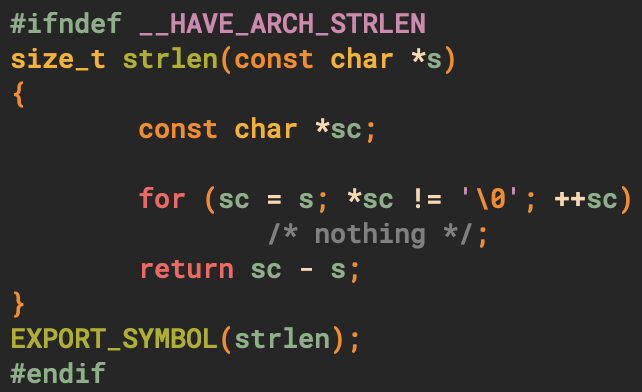 #ifndef __HAVE_ARCH_STRLEN
size_t strlen(const char *s)
{
        const char *sc;

        for (sc = s; *sc != '\0'; ++sc)
                /* nothing */;
        return sc - s;
}
EXPORT_SYMBOL(strlen);
#endif